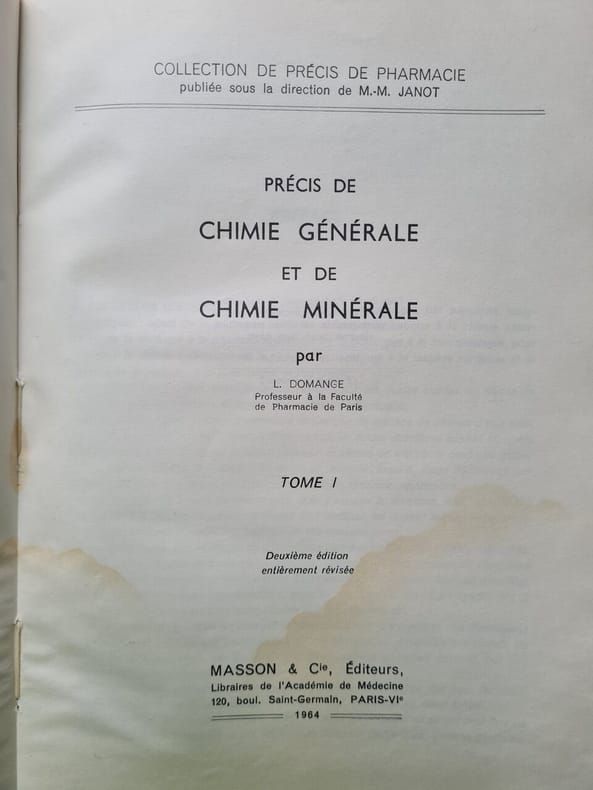 COLLECTION DE PRÉCIS DE PHARMACIE
publiée sous la direction de M.-M. JANOT
PRÉCIS DE
CHIMIE GÉNÉRALE
ET DE
CHIMIE MINÉRALE
par
L. DOMANGE
Professeur à la Faculté
de Pharmacie de Paris
TOME I
Deuxième édition
entièrement révisée
MASSON & Cie, Éditeurs,
Libraires de l'Académie de Médecine
120, boul. Saint-Germain, PARIS-VIe
1964